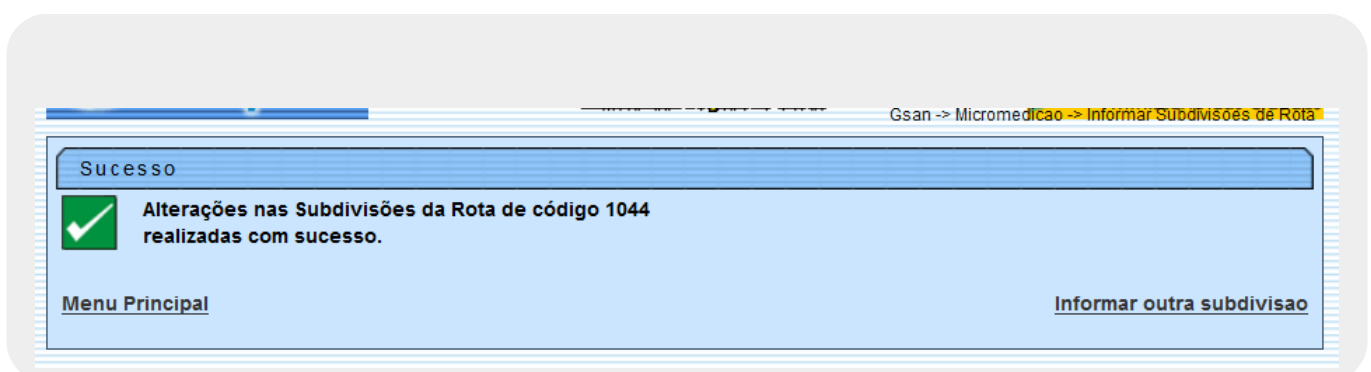 Gsan -> Micromedicao -> Informar Subdivisoes de Rota
Sucesso
Alterações nas Subdivisões da Rota de código 1044
realizadas com sucesso.
Menu Principal
Informar outra subdivisao